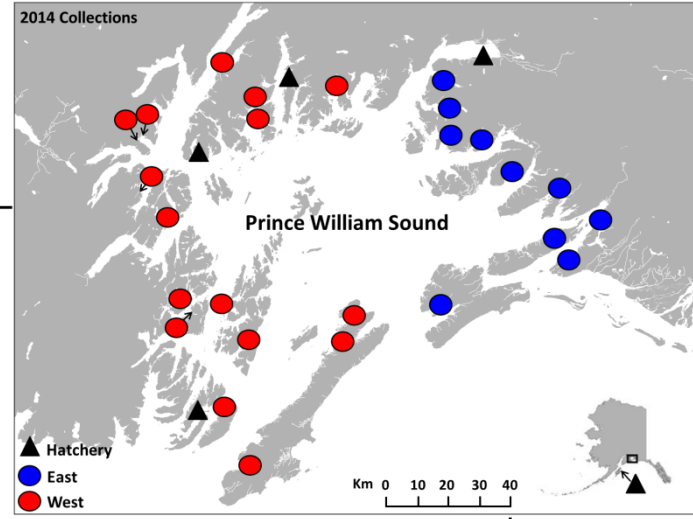 2014 Collections
Prince William Sound
Hatchery
East
West
Km 0 10 20 30 40